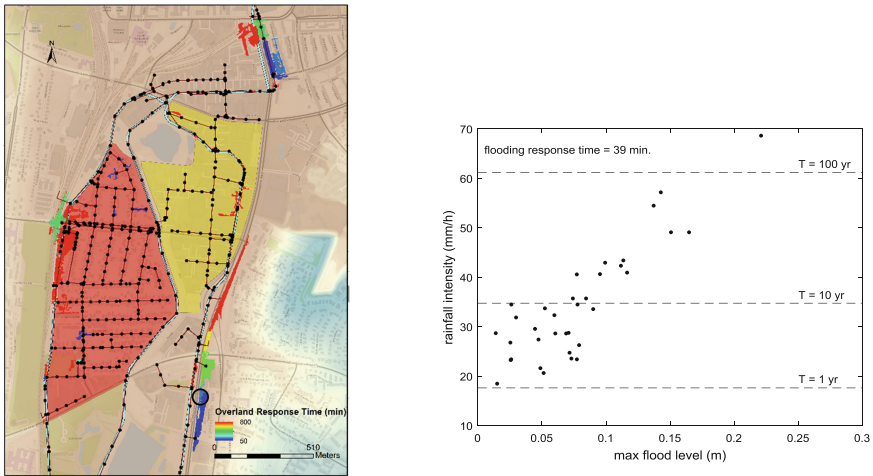 N
Overland Response Time (min)
800
50
0 510
Meters
flooding response time = 39 min.
T = 100 yr
T = 10 yr
T = 1 yr
rainfall intensity (mm/h)
70
60
50
40
30
20
10
0 0.05 0.1 0.15 0.2 0.25 0.3
max flood level (m)